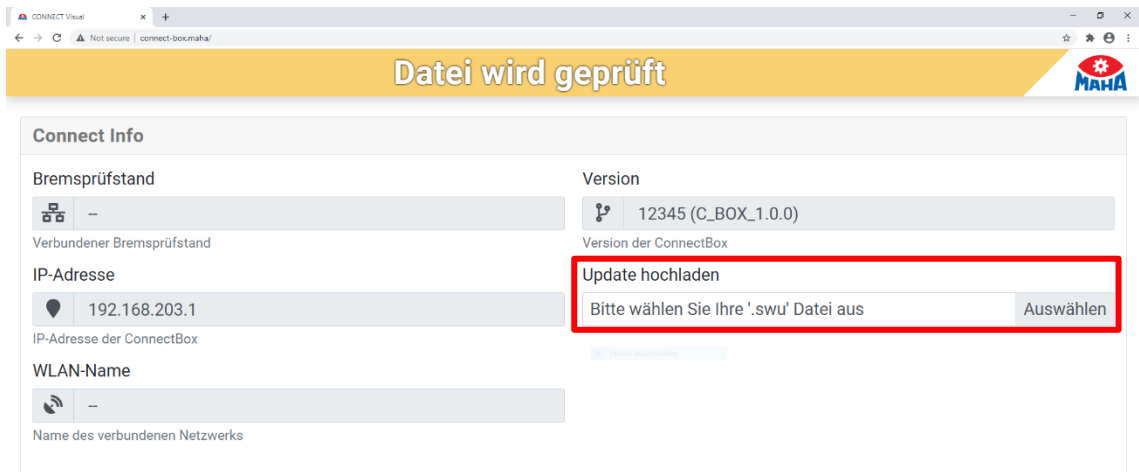 CONNECT Visual
Not secure | connect-box.maha/
Datei wird geprüft
MAHA
Connect Info
Bremsprüfstand
--
Verbundener Bremsprüfstand
Version
12345 (C_BOX_1.0.0)
Version der ConnectBox
IP-Adresse
192.168.203.1
IP-Adresse der ConnectBox
Update hochladen
Bitte wählen Sie Ihre '.swu' Datei aus
Auswählen
WLAN-Name
--
Name des verbundenen Netzwerks